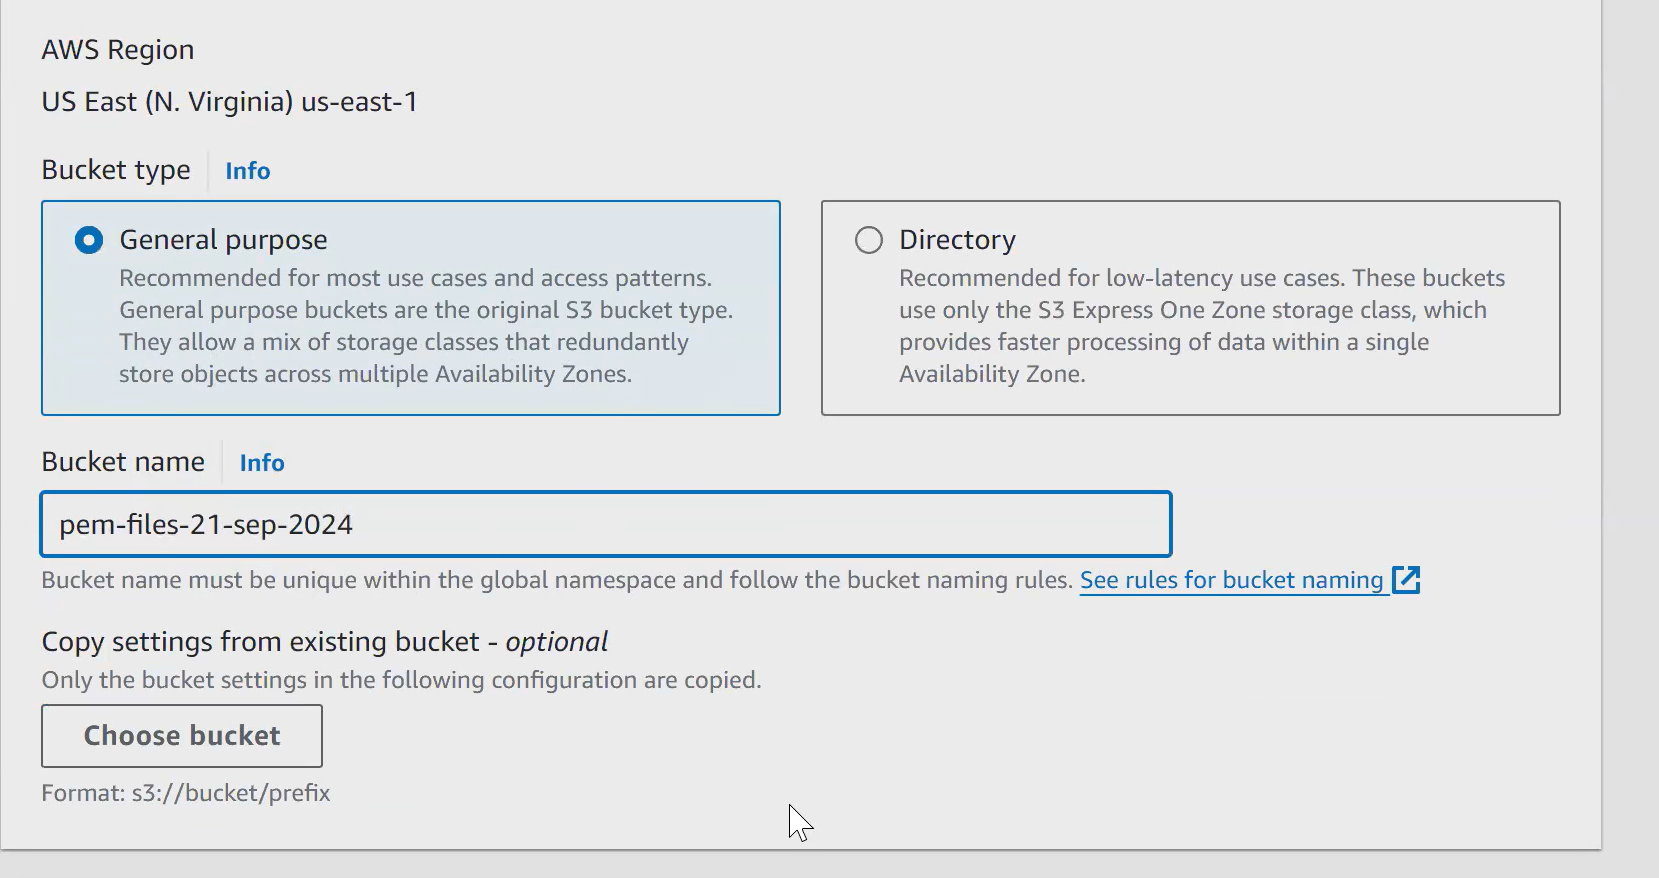 AWS Region
US East (N. Virginia) us-east-1
Bucket type Info
General purpose
Recommended for most use cases and access patterns.
General purpose buckets are the original S3 bucket type.
They allow a mix of storage classes that redundantly
store objects across multiple Availability Zones.
Directory
Recommended for low-latency use cases. These buckets
use only the S3 Express One Zone storage class, which
provides faster processing of data within a single
Availability Zone.
Bucket name Info
pem-files-21-sep-2024
Bucket name must be unique within the global namespace and follow the bucket naming rules. See rules for bucket naming
Copy settings from existing bucket - optional
Only the bucket settings in the following configuration are copied.
Choose bucket
Format: s3://bucket/prefix